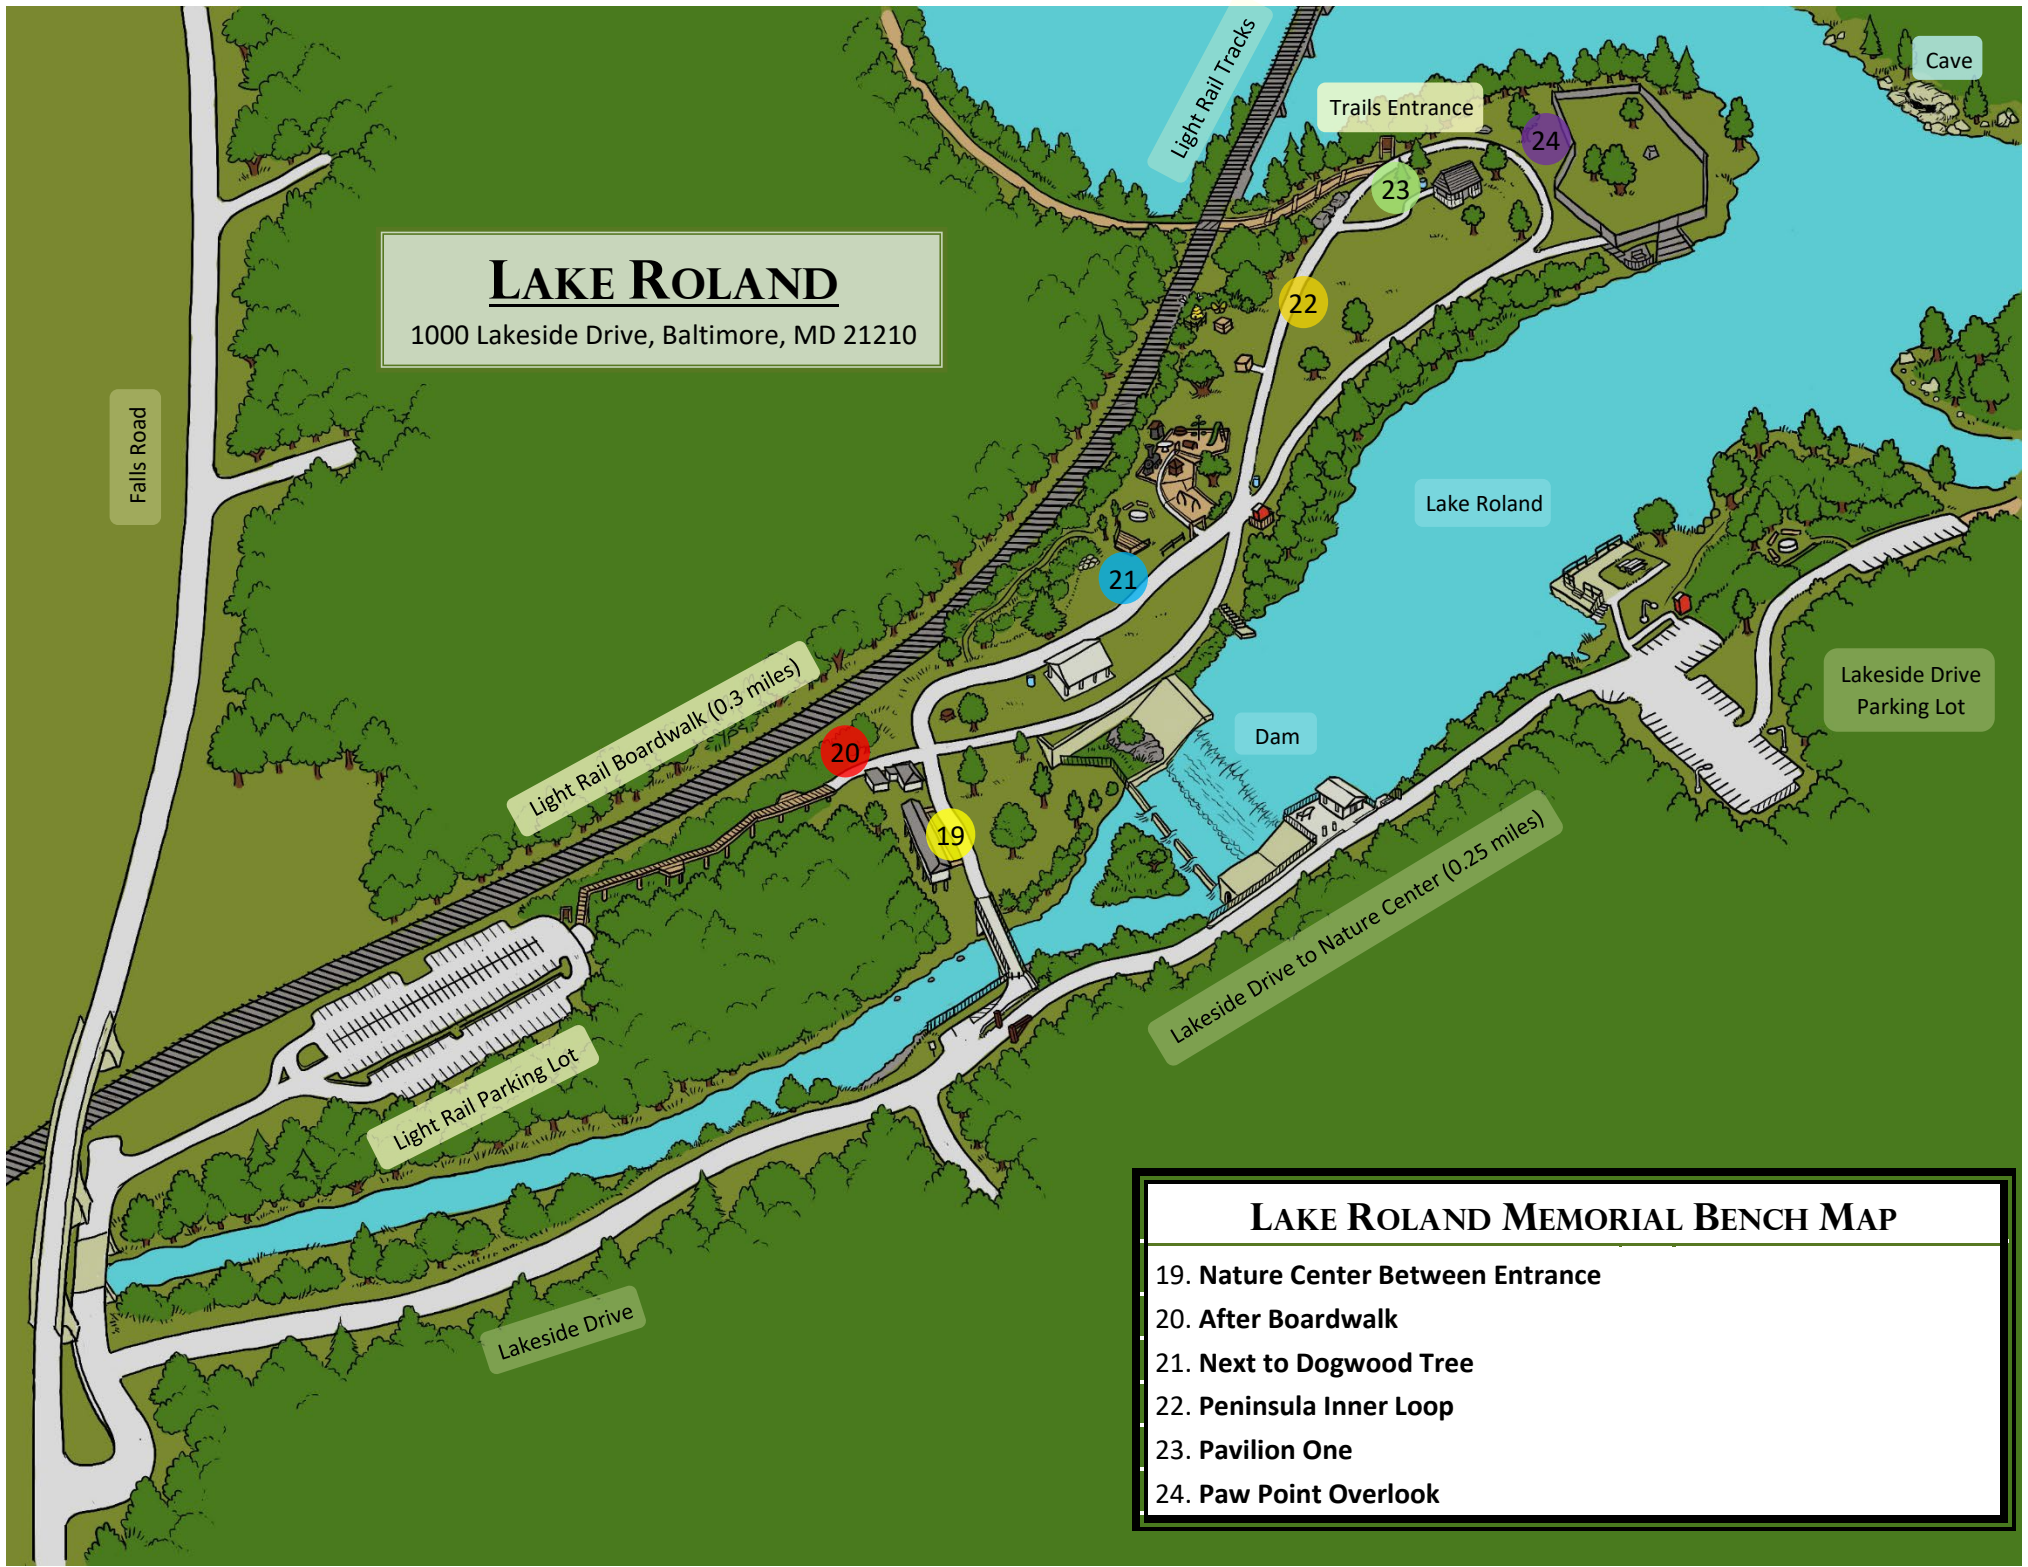 Cave
Light Rail Tracks
Trails Entrance
24
23
LAKE ROLAND
1000 Lakeside Drive, Baltimore, MD 21210
22
Falls Road
Lake Roland
21
Light Rail Boardwalk (0.3 miles)
Lakeside Drive
Parking Lot
20
Dam
19
Lakeside Drive to Nature Center (0.25 miles)
Light Rail Parking Lot
Lakeside Drive
LAKE ROLAND MEMORIAL BENCH MAP
19. Nature Center Between Entrance
20. After Boardwalk
21. Next to Dogwood Tree
22. Peninsula Inner Loop
23. Pavilion One
24. Paw Point Overlook